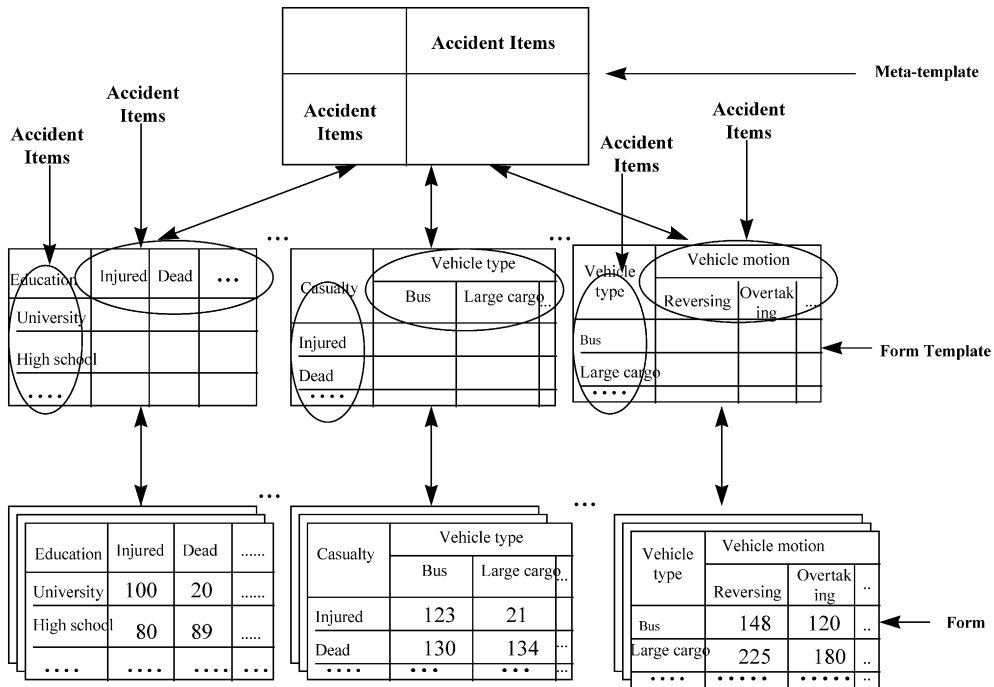 Accident Items
Meta-template
Accident
Items
Accident
Items
Accident
Items
Accident
Items
Accident
Items
...
...
Education Injured Dead ...
University
High school
....
Vehicle type
Casualty Bus Large cargo ...
Injured
Dead
....
Vehicle
type
Vehicle motion
Reversing Overtak
ing ...
Bus
Large cargo
....
Form Template
...
...
Education Injured Dead ......
University 100 20 ......
High school 80 89 .....
.... .... .... ....
Vehicle type
Casualty Bus Large cargo ...
Injured 123 21
Dead 130 134 ...
.... ... ... ...
Vehicle
type
Vehicle motion
Reversing Overtak
ing ..
Bus 148 120 ..
Large cargo 225 180 ..
.... ..... ..... ..
Form